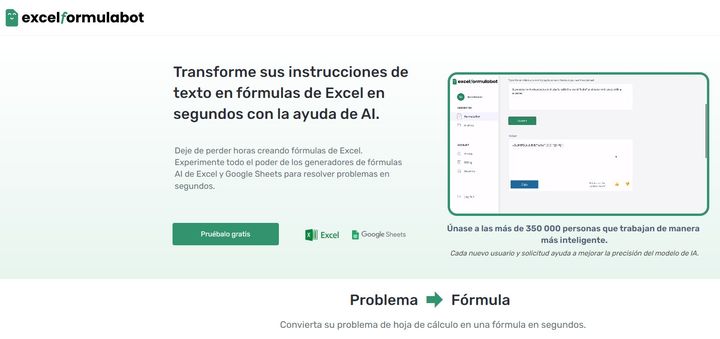 excelformulabot
Transforme sus instrucciones de
texto en fórmulas de Excel en
segundos con la ayuda de AI.
Deje de perder horas creando fórmulas de Excel.
Experimente todo el poder de los generadores de fórmulas
AI de Excel y Google Sheets para resolver problemas en
segundos.
Pruébalo gratis
Excel
Google Sheets
excelformulabot
Únase a las más de 350 000 personas que trabajan de manera
más inteligente.
Cada nuevo usuario y solicitud ayuda a mejorar la precisión del modelo de IA.
Problema Fórmula
Convierta su problema de hoja de cálculo en una fórmula en segundos.